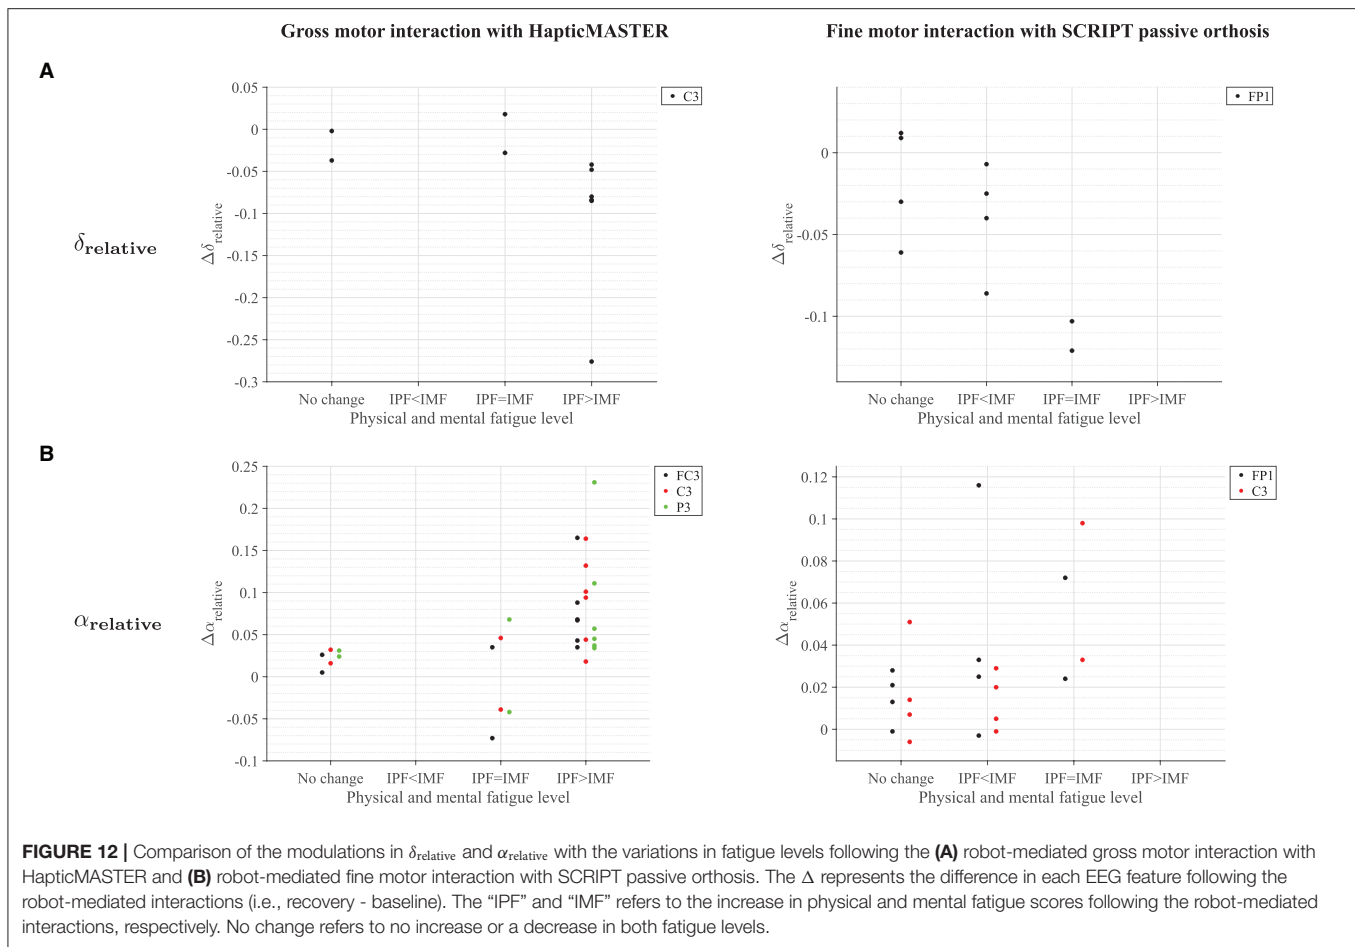 Gross motor interaction with HapticMASTER
Fine motor interaction with SCRIPT passive orthosis
A
δrelative
0.05
0
-0.05
-0.1
-0.15
-0.2
-0.25
-0.3
Δδrelative
C3
No change IPF<IMF IPF=IMF IPF>IMF
Physical and mental fatigue level
0
-0.05
-0.1
Δδrelative
FP1
No change IPF<IMF IPF=IMF IPF>IMF
Physical and mental fatigue level
B
αrelative
0.25
0.2
0.15
0.1
0.05
0
-0.05
-0.1
Δαrelative
FC3
C3
P3
No change IPF<IMF IPF=IMF IPF>IMF
Physical and mental fatigue level
0.12
0.1
0.08
0.06
0.04
0.02
0
Δαrelative
FP1
C3
No change IPF<IMF IPF=IMF IPF>IMF
Physical and mental fatigue level
FIGURE 12 | Comparison of the modulations in δrelative and αrelative with the variations in fatigue levels following the (A) robot-mediated gross motor interaction with
HapticMASTER and (B) robot-mediated fine motor interaction with SCRIPT passive orthosis. The Δ represents the difference in each EEG feature following the
robot-mediated interactions (i.e., recovery - baseline). The “IPF” and “IMF” refers to the increase in physical and mental fatigue scores following the robot-mediated
interactions, respectively. No change refers to no increase or a decrease in both fatigue levels.